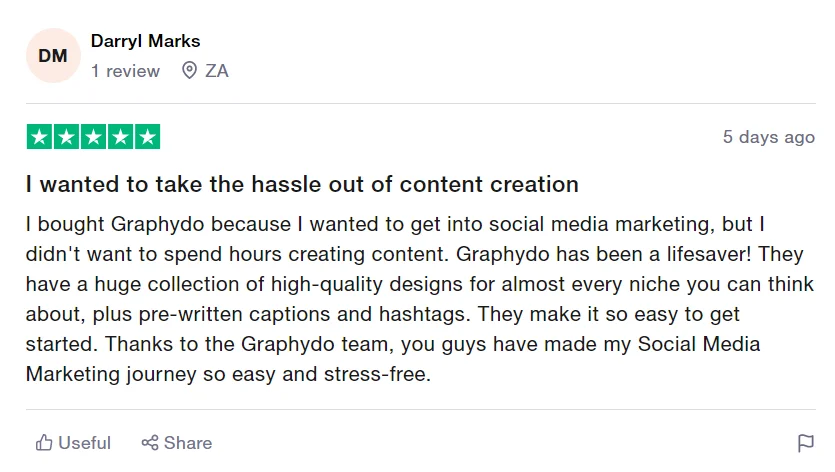 DM
Darryl Marks
1 review ZA
5 days ago
I wanted to take the hassle out of content creation
I bought Graphydo because I wanted to get into social media marketing, but I
didn't want to spend hours creating content. Graphydo has been a lifesaver! They
have a huge collection of high-quality designs for almost every niche you can think
about, plus pre-written captions and hashtags. They make it so easy to get
started. Thanks to the Graphydo team, you guys have made my Social Media
Marketing journey so easy and stress-free.
Useful Share